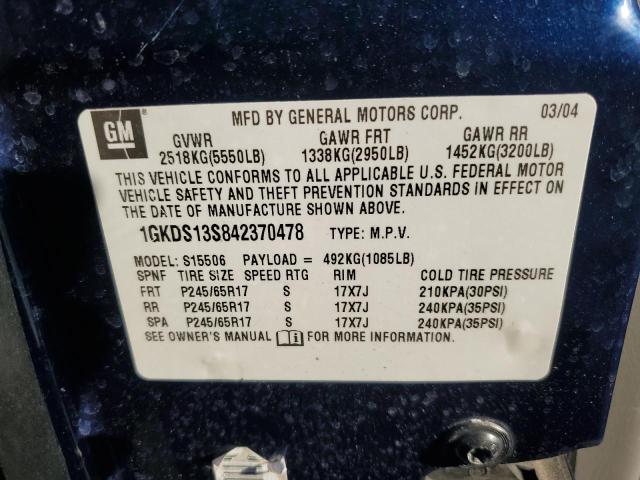 GM ® MFD BY GENERAL MOTORS CORP. 03/04
GVWR GAWR FRT GAWR RR
2518KG(5550LB) 1338KG(2950LB) 1452KG(3200LB)
THIS VEHICLE CONFORMS TO ALL APPLICABLE U.S. FEDERAL MOTOR
VEHICLE SAFETY AND THEFT PREVENTION STANDARDS IN EFFECT ON
THE DATE OF MANUFACTURE SHOWN ABOVE.
1GKDS13S842370478 TYPE: M.P.V.
MODEL: S15506 PAYLOAD = 492KG(1085LB)
SPNF TIRE SIZE SPEED RTG RIM COLD TIRE PRESSURE
FRT P245/65R17 S 17X7J 210KPA(30PSI)
RR P245/65R17 S 17X7J 240KPA(35PSI)
SPA P245/65R17 S 17X7J 240KPA(35PSI)
SEE OWNER'S MANUAL i FOR MORE INFORMATION.